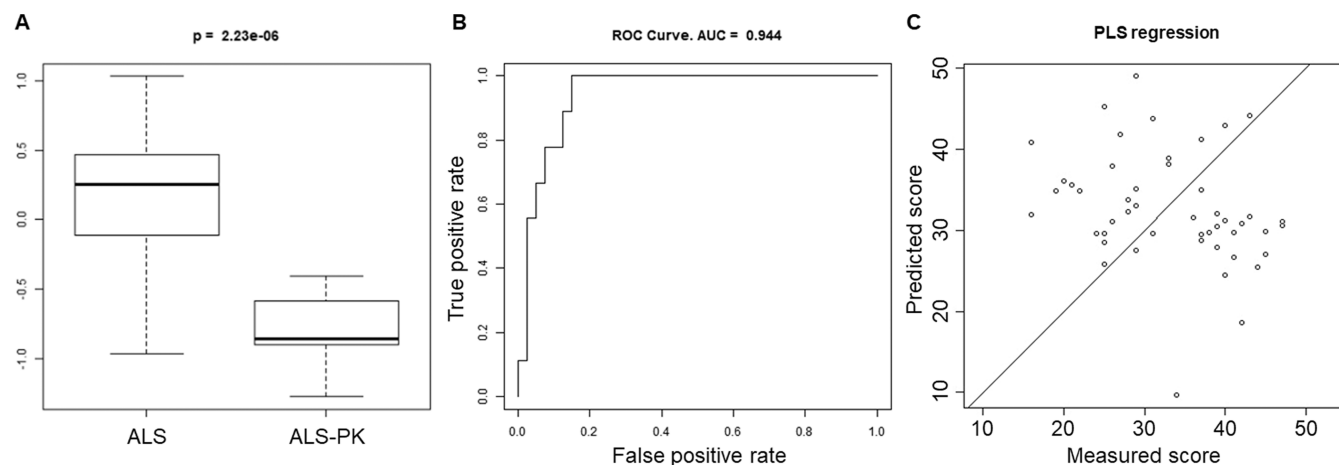 A
p = 2.23e-06
1.0
0.5
0.0
-0.5
-1.0
ALS
ALS-PK
B
ROC Curve. AUC = 0.944
True positive rate
1.0
0.8
0.6
0.4
0.2
0.0
0.0 0.2 0.4 0.6 0.8 1.0
False positive rate
C
PLS regression
Predicted score
50
40
30
20
10
10 20 30 40 50
Measured score